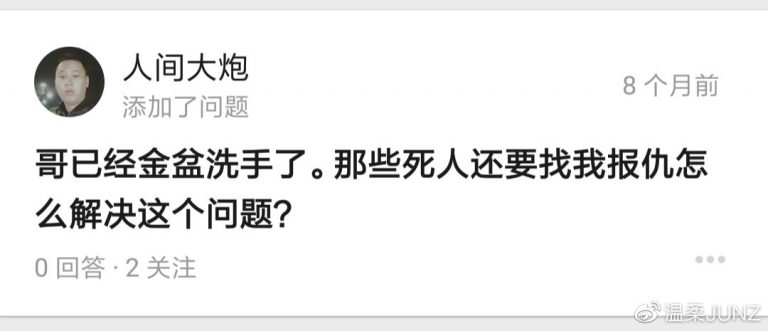 人间大炮
8 个月前
添加了问题
哥已经金盆洗手了。那些死人还要找我报仇怎
么解决这个问题？
0 回答 · 2 关注
温柔JUNZ